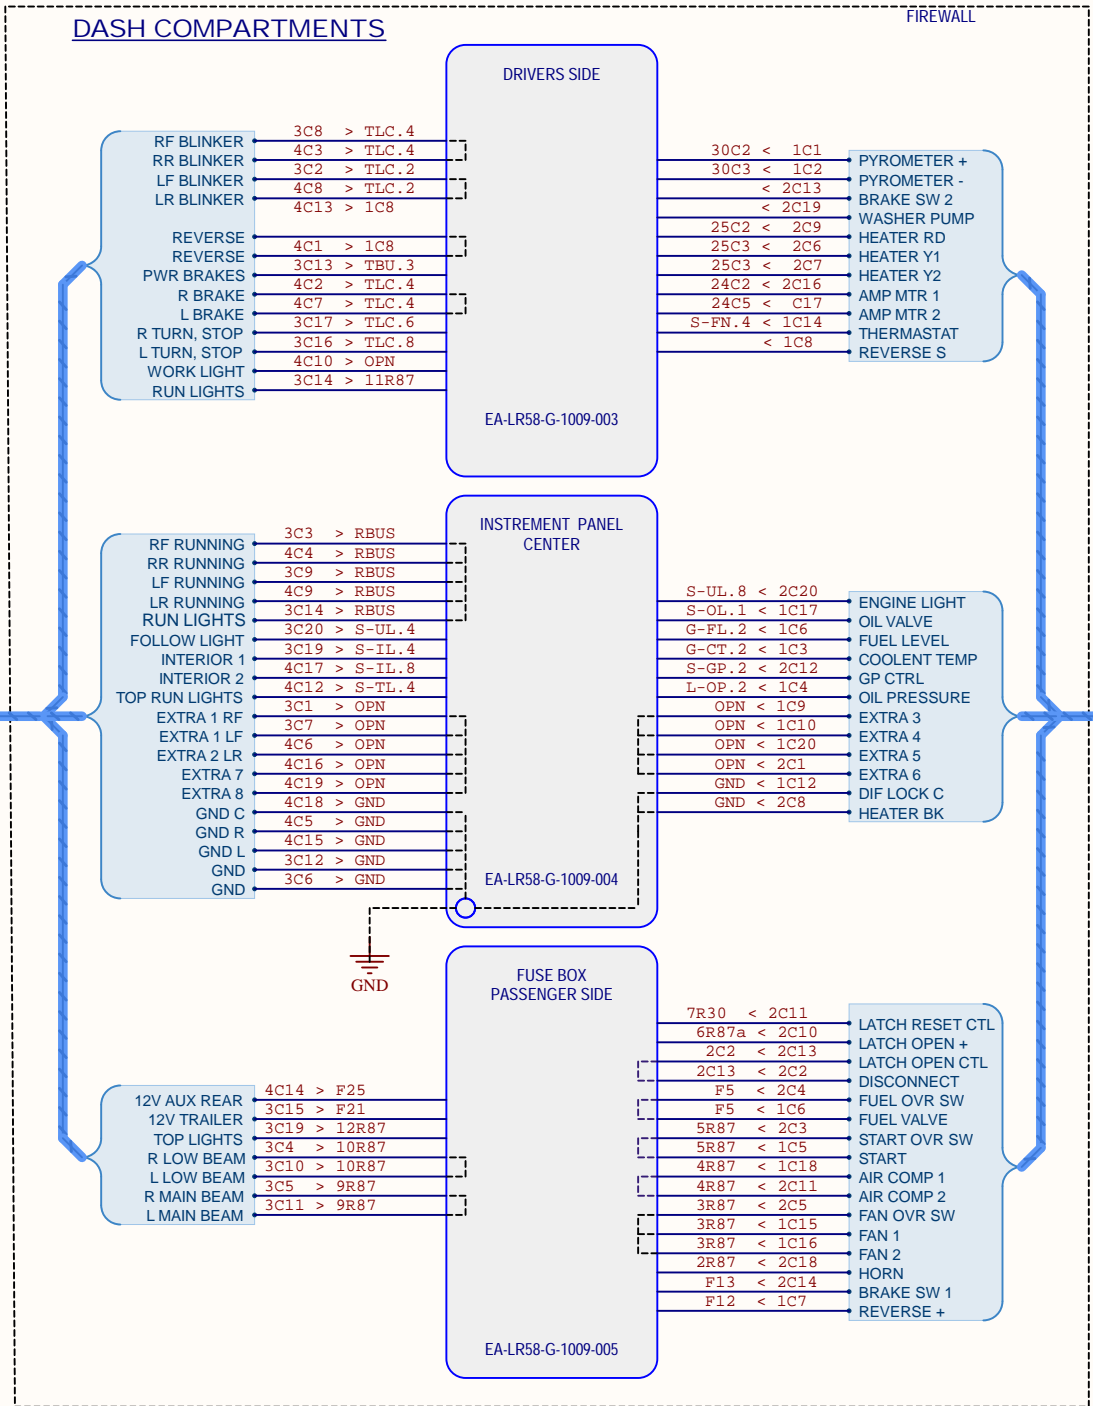 DASH COMPARTMENTS
FIREWALL
DRIVERS SIDE
RF BLINKER 3C8 > TLC.4
RR BLINKER 4C3 > TLC.4
LF BLINKER 3C2 > TLC.2
LR BLINKER 4C8 > TLC.2
4C13 > 1C8
REVERSE
REVERSE 4C1 > 1C8
PWR BRAKES 3C13 > TBU.3
R BRAKE 4C2 > TLC.4
L BRAKE 4C7 > TLC.4
R TURN, STOP 3C17 > TLC.6
L TURN, STOP 3C16 > TLC.8
WORK LIGHT 4C10 > OPN
RUN LIGHTS 3C14 > 11R87
30C2 < 1C1 PYROMETER +
30C3 < 1C2 PYROMETER -
< 2C13 BRAKE SW 2
< 2C19 WASHER PUMP
25C2 < 2C9 HEATER RD
25C3 < 2C6 HEATER Y1
25C3 < 2C7 HEATER Y2
24C2 < 2C16 AMP MTR 1
24C5 < C17 AMP MTR 2
S-FN.4 < 1C14 THERMASTAT
< 1C8 REVERSE S
EA-LR58-G-1009-003
INSTREMENT PANEL
CENTER
RF RUNNING 3C3 > RBUS
RR RUNNING 4C4 > RBUS
LF RUNNING 3C9 > RBUS
LR RUNNING 4C9 > RBUS
RUN LIGHTS 3C14 > RBUS
FOLLOW LIGHT 3C20 > S-UL.4
INTERIOR 1 3C19 > S-IL.4
INTERIOR 2 4C17 > S-IL.8
TOP RUN LIGHTS 4C12 > S-TL.4
EXTRA 1 RF 3C1 > OPN
EXTRA 1 LF 3C7 > OPN
EXTRA 2 LR 4C6 > OPN
EXTRA 7 4C16 > OPN
EXTRA 8 4C19 > OPN
GND C 4C18 > GND
GND R 4C5 > GND
GND L 4C15 > GND
GND 3C12 > GND
GND 3C6 > GND
S-UL.8 < 2C20 ENGINE LIGHT
S-OL.1 < 1C17 OIL VALVE
G-FL.2 < 1C6 FUEL LEVEL
G-CT.2 < 1C3 COOLENT TEMP
S-GP.2 < 2C12 GP CTRL
L-OP.2 < 1C4 OIL PRESSURE
OPN < 1C9 EXTRA 3
OPN < 1C10 EXTRA 4
OPN < 1C20 EXTRA 5
OPN < 2C1 EXTRA 6
GND < 1C12 DIF LOCK C
GND < 2C8 HEATER BK
EA-LR58-G-1009-004
GND
FUSE BOX
PASSENGER SIDE
12V AUX REAR 4C14 > F25
12V TRAILER 3C15 > F21
TOP LIGHTS 3C19 > 12R87
R LOW BEAM 3C4 > 10R87
L LOW BEAM 3C10 > 10R87
R MAIN BEAM 3C5 > 9R87
L MAIN BEAM 3C11 > 9R87
7R30 < 2C11 LATCH RESET CTL
6R87a < 2C10 LATCH OPEN +
2C2 < 2C13 LATCH OPEN CTL
2C13 < 2C2 DISCONNECT
F5 < 2C4 FUEL OVR SW
F5 < 1C6 FUEL VALVE
5R87 < 2C3 START OVR SW
5R87 < 1C5 START
4R87 < 1C18 AIR COMP 1
4R87 < 2C11 AIR COMP 2
3R87 < 2C5 FAN OVR SW
3R87 < 1C15 FAN 1
3R87 < 1C16 FAN 2
2R87 < 2C18 HORN
F13 < 2C14 BRAKE SW 1
F12 < 1C7 REVERSE +
EA-LR58-G-1009-005